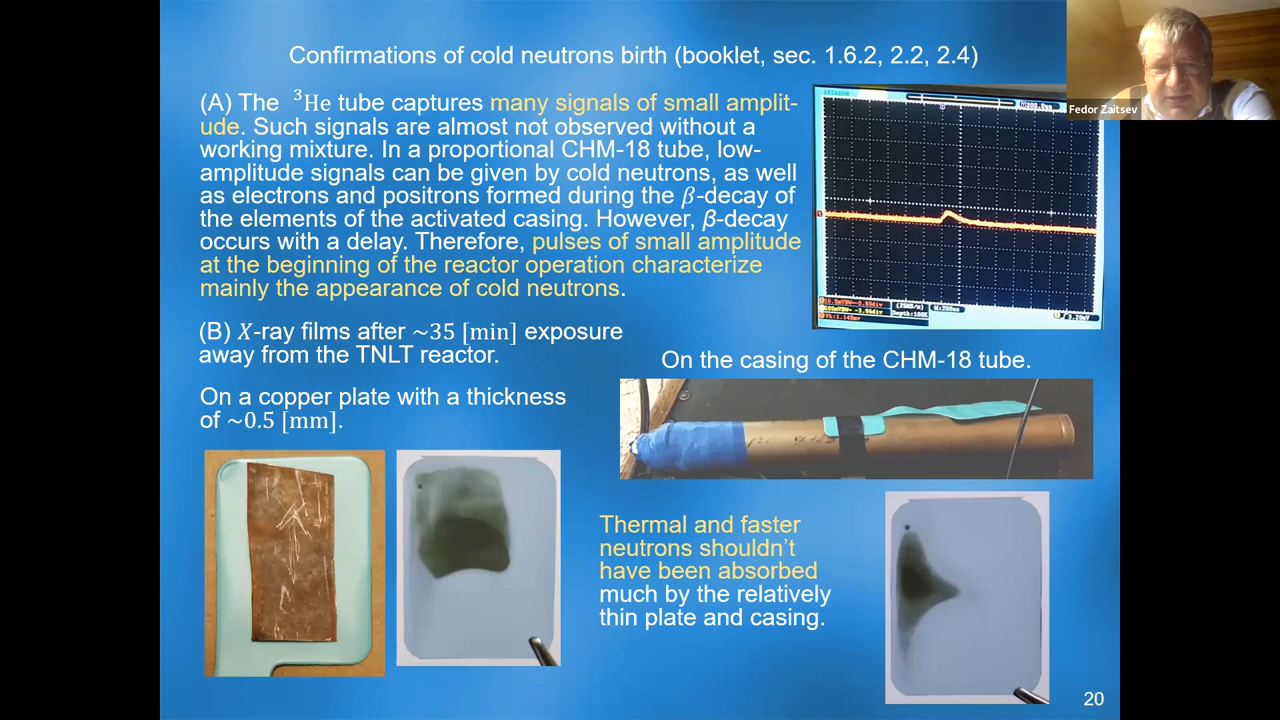 Confirmations of cold neutrons birth (booklet, sec. 1.6.2, 2.2, 2.4)
Fedor Zaitsev
(A) The ³He tube captures many signals of small amplit-
ude. Such signals are almost not observed without a
working mixture. In a proportional CHM-18 tube, low-
amplitude signals can be given by cold neutrons, as well
as electrons and positrons formed during the β-decay of
the elements of the activated casing. However, β-decay
occurs with a delay. Therefore, pulses of small amplitude
at the beginning of the reactor operation characterize
mainly the appearance of cold neutrons.
(B) X-ray films after ~35 [min] exposure
away from the TNLT reactor.
On the casing of the CHM-18 tube.
On a copper plate with a thickness
of ~0.5 [mm].
Thermal and faster
neutrons shouldn't
have been absorbed
much by the relatively
thin plate and casing.
20